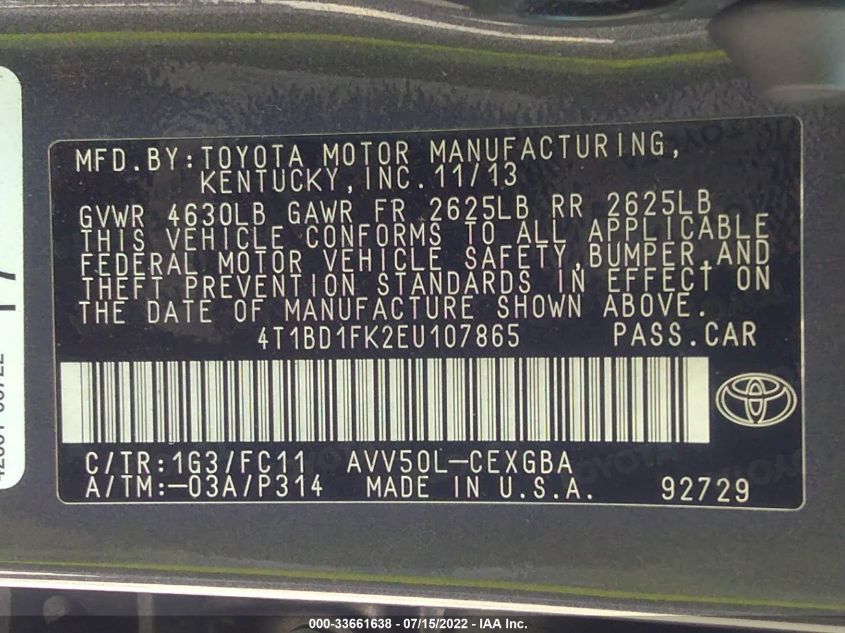 MFD.BY:TOYOTA MOTOR MANUFACTURING,
KENTUCKY,INC.11/13
GVWR 4630LB GAWR FR 2625LB RR 2625LB
THIS VEHICLE CONFORMS TO ALL APPLICABLE
FEDERAL MOTOR VEHICLE SAFETY,BUMPER,AND
THEFT PREVENTION STANDARDS IN EFFECT ON
THE DATE OF MANUFACTURE SHOWN ABOVE.
4T1BD1FK2EU107865 PASS.CAR
C/TR:1G3/FC11 AVV50L-CEXGBA
A/TM:-03A/P314 MADE IN U.S.A. 92729
000-33661638 - 07/15/2022 - IAA Inc.